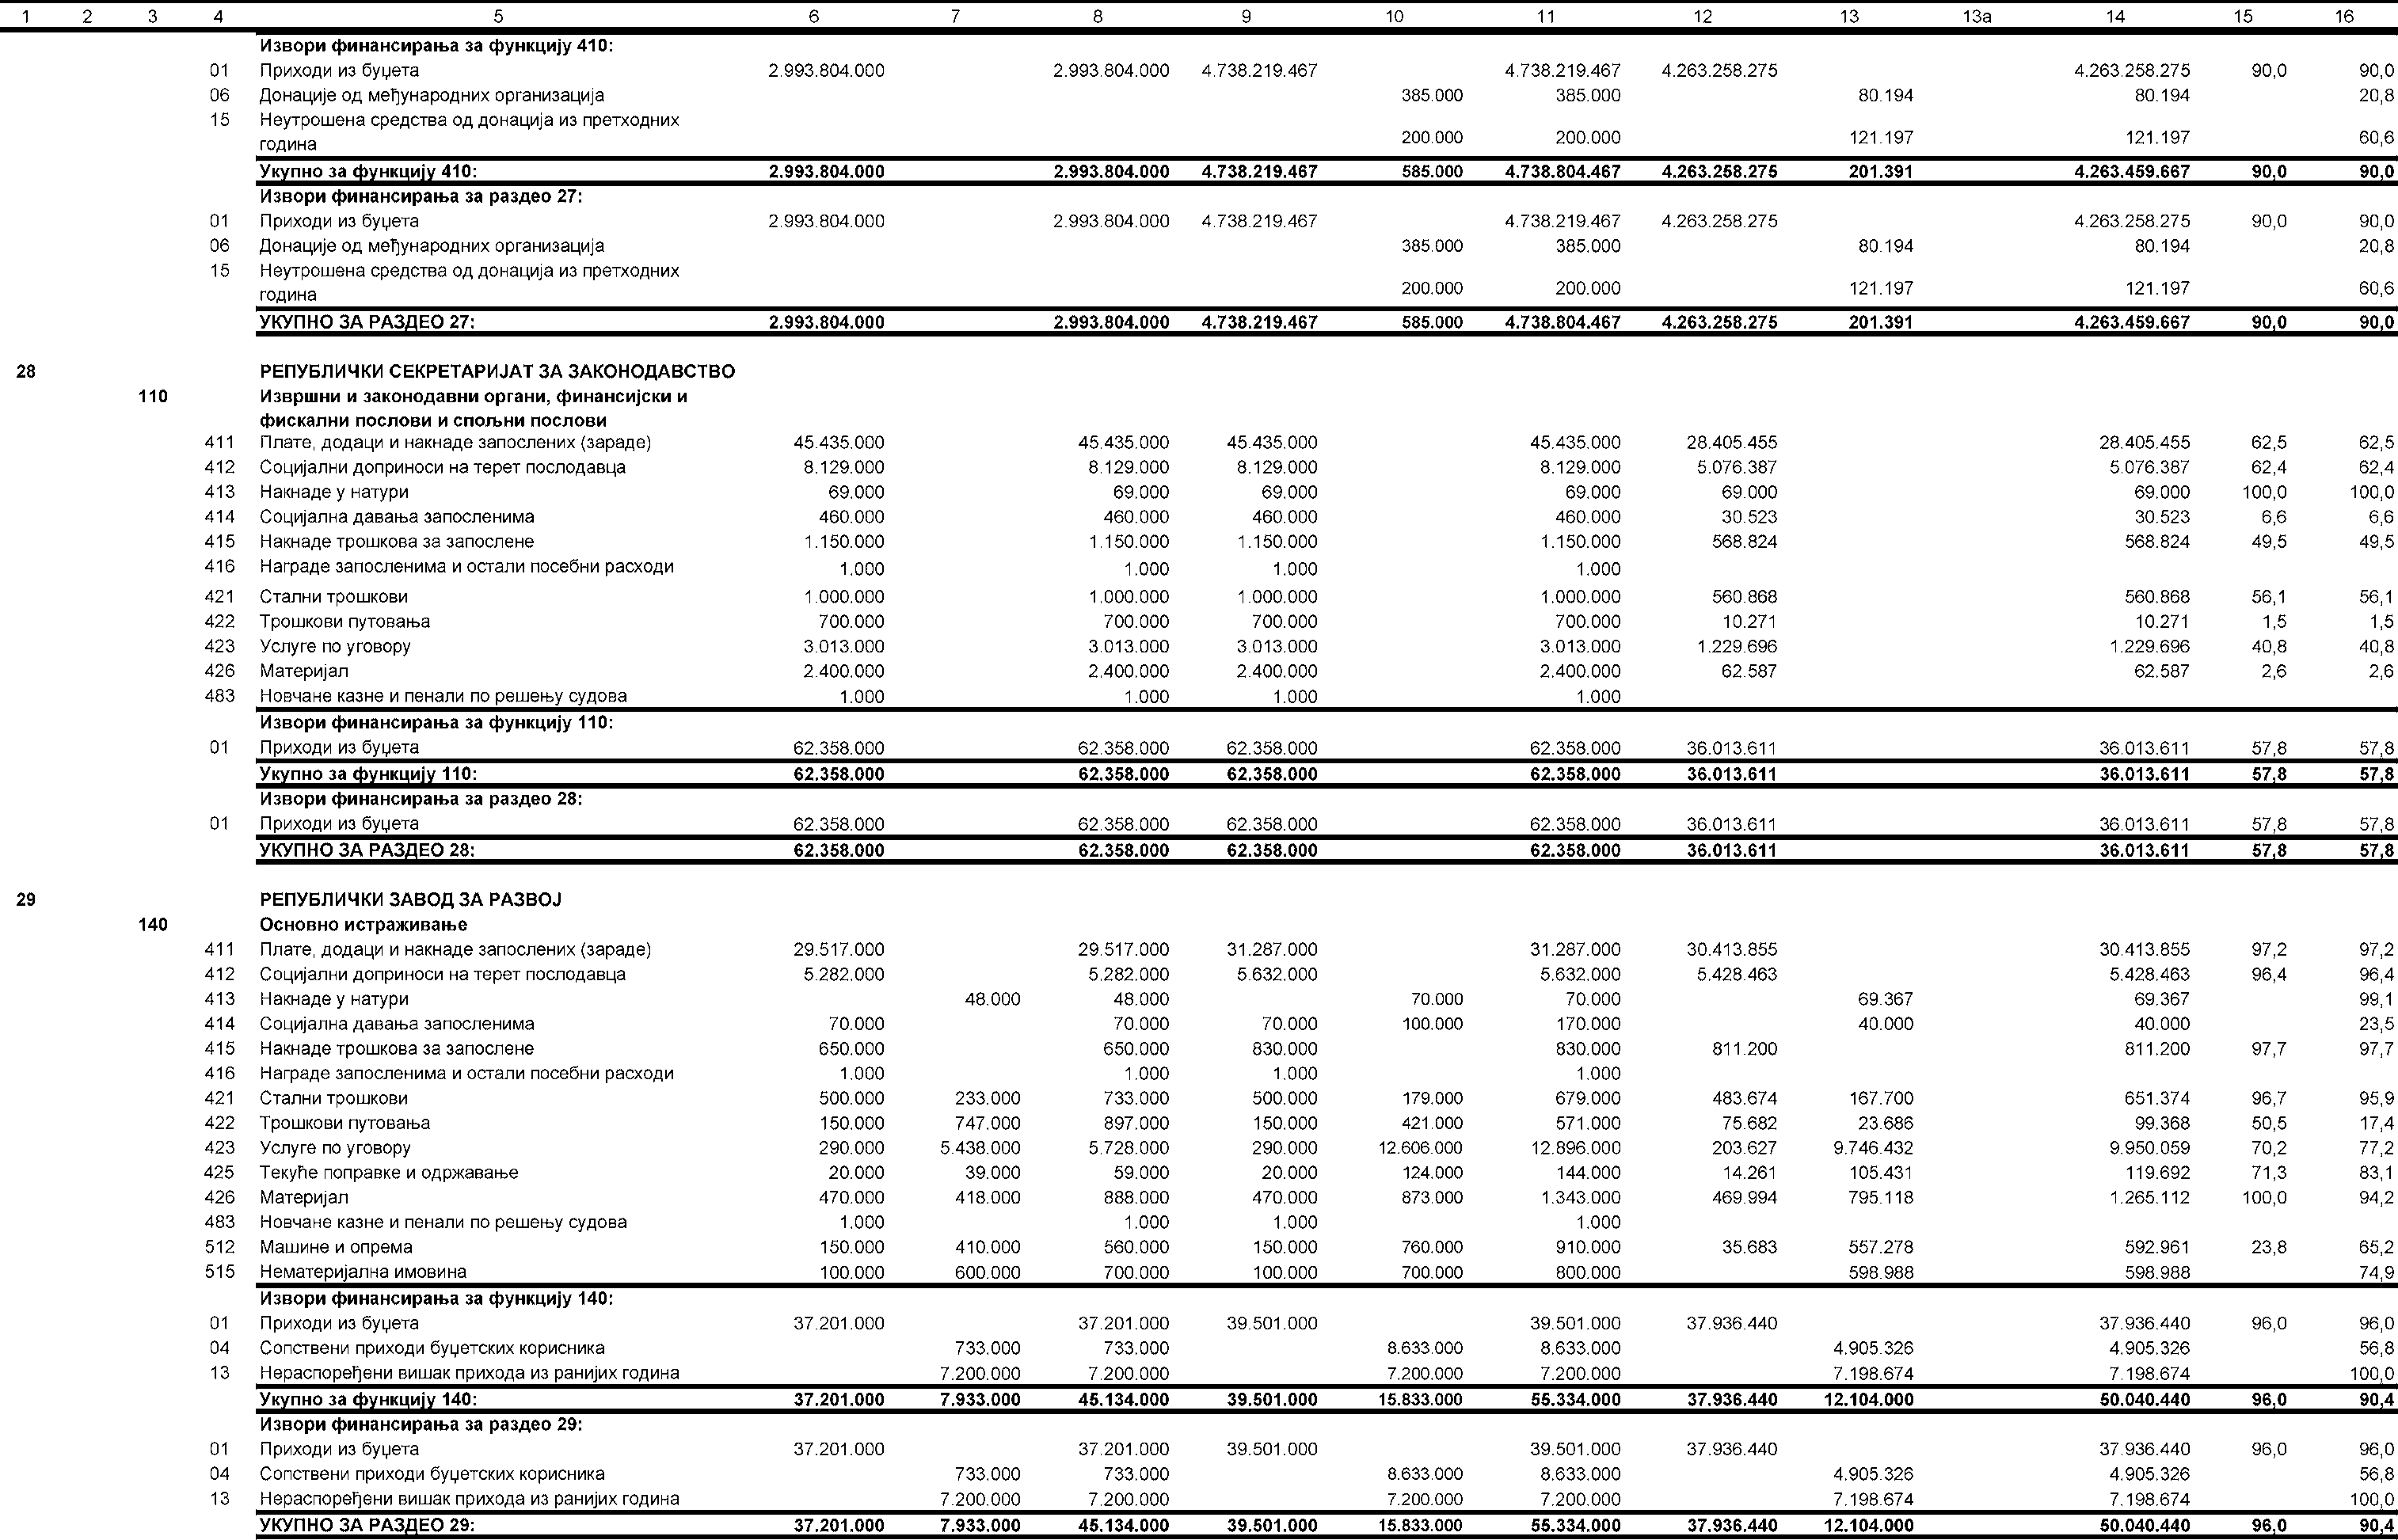 1 2 3 4 5 6 7 8 9 10 11 12 13 13a 14 15 16
Извори финансирања за функцију 410:
01 Приходи из буџета 2.993.804.000 2.993.804.000 4.738.219.467 4.738.219.467 4.263.258.275 4.263.258.275 90,0 90,0
06 Донације од међународних организација 385.000 385.000 80.194 80.194 20,8
15 Неутрошена средства од донација из претходних
година 200.000 200.000 121.197 121.197 60,6
Укупно за функцију 410: 2.993.804.000 2.993.804.000 4.738.219.467 585.000 4.738.804.467 4.263.258.275 201.391 4.263.459.667 90,0 90,0
Извори финансирања за раздео 27:
01 Приходи из буџета 2.993.804.000 2.993.804.000 4.738.219.467 4.738.219.467 4.263.258.275 4.263.258.275 90,0 90,0
06 Донације од међународних организација 385.000 385.000 80.194 80.194 20,8
15 Неутрошена средства од донација из претходних
година 200.000 200.000 121.197 121.197 60,6
УКУПНО ЗА РАЗДЕО 27: 2.993.804.000 2.993.804.000 4.738.219.467 585.000 4.738.804.467 4.263.258.275 201.391 4.263.459.667 90,0 90,0
28 РЕПУБЛИЧКИ СЕКРЕТАРИЈАТ ЗА ЗАКОНОДАВСТВО
110 Извршни и законодавни органи, финансијски и
фискални послови и спољни послови
411 Плате, додаци и накнаде запослених (зараде) 45.435.000 45.435.000 45.435.000 45.435.000 28.405.455 28.405.455 62,5 62,5
412 Социјални доприноси на терет послодавца 8.129.000 8.129.000 8.129.000 8.129.000 5.076.387 5.076.387 62,4 62,4
413 Накнаде у натури 69.000 69.000 69.000 69.000 69.000 69.000 100,0 100,0
414 Социјална давања запосленима 460.000 460.000 460.000 460.000 30.523 30.523 6,6 6,6
415 Накнаде трошкова за запослене 1.150.000 1.150.000 1.150.000 1.150.000 568.824 568.824 49,5 49,5
416 Награде запосленима и остали посебни расходи 1.000 1.000 1.000 1.000
421 Стални трошкови 1.000.000 1.000.000 1.000.000 1.000.000 560.868 560.868 56,1 56,1
422 Трошкови путовања 700.000 700.000 700.000 700.000 10.271 10.271 1,5 1,5
423 Услуге по уговору 3.013.000 3.013.000 3.013.000 3.013.000 1.229.696 1.229.696 40,8 40,8
426 Материјал 2.400.000 2.400.000 2.400.000 2.400.000 62.587 62.587 2,6 2,6
483 Новчане казне и пенали по решењу судова 1.000 1.000 1.000 1.000
Извори финансирања за функцију 110:
01 Приходи из буџета 62.358.000 62.358.000 62.358.000 62.358.000 36.013.611 36.013.611 57,8 57,8
Укупно за функцију 110: 62.358.000 62.358.000 62.358.000 62.358.000 36.013.611 36.013.611 57,8 57,8
Извори финансирања за раздео 28:
01 Приходи из буџета 62.358.000 62.358.000 62.358.000 62.358.000 36.013.611 36.013.611 57,8 57,8
УКУПНО ЗА РАЗДЕО 28: 62.358.000 62.358.000 62.358.000 62.358.000 36.013.611 36.013.611 57,8 57,8
29 РЕПУБЛИЧКИ ЗАВОД ЗА РАЗВОЈ
140 Основно истраживање
411 Плате, додаци и накнаде запослених (зараде) 29.517.000 29.517.000 31.287.000 31.287.000 30.413.855 30.413.855 97,2 97,2
412 Социјални доприноси на терет послодавца 5.282.000 5.282.000 5.632.000 5.632.000 5.428.463 5.428.463 96,4 96,4
413 Накнаде у натури 48.000 48.000 70.000 70.000 69.367 69.367 99,1
414 Социјална давања запосленима 70.000 70.000 70.000 100.000 170.000 40.000 40.000 23,5
415 Накнаде трошкова за запослене 650.000 650.000 830.000 830.000 811.200 811.200 97,7 97,7
416 Награде запосленима и остали посебни расходи 1.000 1.000 1.000 1.000
421 Стални трошкови 500.000 233.000 733.000 500.000 179.000 679.000 483.674 167.700 651.374 96,7 95,9
422 Трошкови путовања 150.000 747.000 897.000 150.000 421.000 571.000 75.682 23.686 99.368 50,5 17,4
423 Услуге по уговору 290.000 5.438.000 5.728.000 290.000 12.606.000 12.896.000 203.627 9.746.432 9.950.059 70,2 77,2
425 Текуће поправке и одржавање 20.000 39.000 59.000 20.000 124.000 144.000 14.261 105.431 119.692 71,3 83,1
426 Материјал 470.000 418.000 888.000 470.000 873.000 1.343.000 469.994 795.118 1.265.112 100,0 94,2
483 Новчане казне и пенали по решењу судова 1.000 1.000 1.000 1.000
512 Машине и опрема 150.000 410.000 560.000 150.000 760.000 910.000 35.683 557.278 592.961 23,8 65,2
515 Нематеријална имовина 100.000 600.000 700.000 100.000 700.000 800.000 598.988 598.988 74,9
Извори финансирања за функцију 140:
01 Приходи из буџета 37.201.000 37.201.000 39.501.000 39.501.000 37.936.440 37.936.440 96,0 96,0
04 Сопствени приходи буџетских корисника 733.000 733.000 8.633.000 8.633.000 4.905.326 4.905.326 56,8
13 Нераспоређени вишак прихода из ранијих година 7.200.000 7.200.000 7.200.000 7.200.000 7.198.674 7.198.674 100,0
Укупно за функцију 140: 37.201.000 7.933.000 45.134.000 39.501.000 15.833.000 55.334.000 37.936.440 12.104.000 50.040.440 96,0 90,4
Извори финансирања за раздео 29:
01 Приходи из буџета 37.201.000 37.201.000 39.501.000 39.501.000 37.936.440 37.936.440 96,0 96,0
04 Сопствени приходи буџетских корисника 733.000 733.000 8.633.000 8.633.000 4.905.326 4.905.326 56,8
13 Нераспоређени вишак прихода из ранијих година 7.200.000 7.200.000 7.200.000 7.200.000 7.198.674 7.198.674 100,0
УКУПНО ЗА РАЗДЕО 29: 37.201.000 7.933.000 45.134.000 39.501.000 15.833.000 55.334.000 37.936.440 12.104.000 50.040.440 96,0 90,4